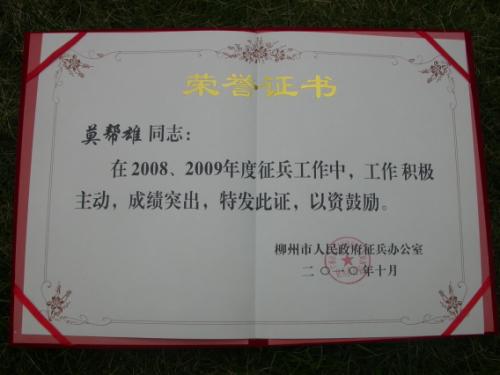 荣誉证书
莫帮雄 同志：
在2008、2009年度征兵工作中，工作积极
主动，成绩突出，特发此证，以资鼓励。
柳州市人民政府征兵办公室
二〇一〇年十月